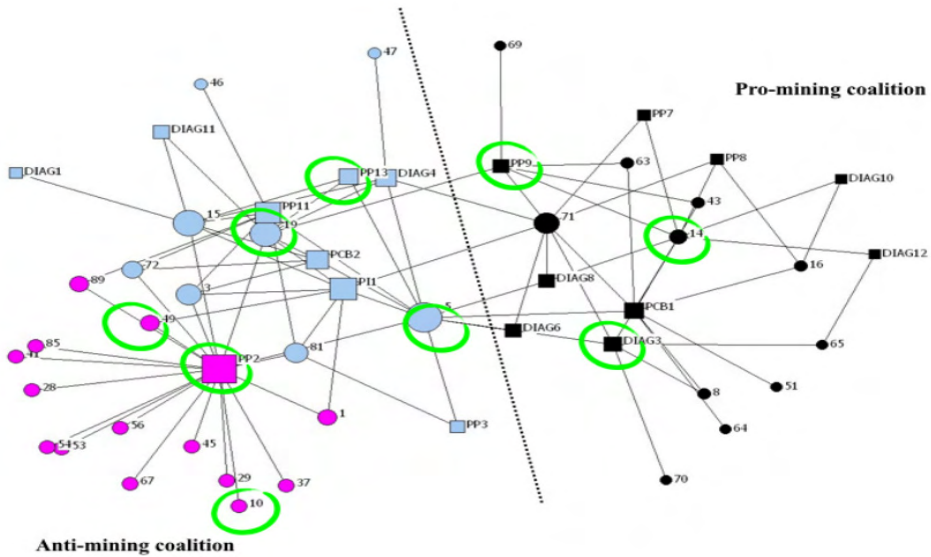 69
47
46
Pro-mining coalition
PP7
DIAG11
PP9
63
PP8
DIAG1
PP13
DIAG4
DIAG10
43
15
PP11
19
71
14
DIAG12
PCB2
72
16
89
3
PI1
DIAG8
49
5
PCB1
DIAG6
85
41
PP2
81
DIAG3
65
28
8
51
1
56
PP3
64
54
53
45
67
29
37
70
10
Anti-mining coalition